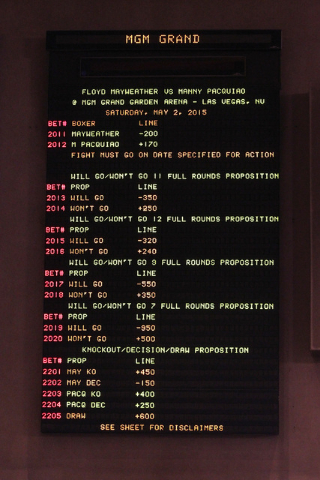 MGM GRAND
FLOYD MAYWEATHER VS MANNY PACQUIAO
@ MGM GRAND GARDEN ARENA - LAS VEGAS, NV
SATURDAY, MAY 2, 2015
BET# BOXER LINE
2011 MAYWEATHER -200
2012 M PACQUIAO +170
FIGHT MUST GO ON DATE SPECIFIED FOR ACTION
WILL GO/WON'T GO 11 FULL ROUNDS PROPOSITION
BET# PROP LINE
2013 WILL GO -350
2014 WON'T GO +250
WILL GO/WON'T GO 12 FULL ROUNDS PROPOSITION
BET# PROP LINE
2015 WILL GO -320
2016 WON'T GO +240
WILL GO/WON'T GO 9 FULL ROUNDS PROPOSITION
BET# PROP LINE
2017 WILL GO -550
2018 WON'T GO +350
WILL GO/WON'T GO 7 FULL ROUNDS PROPOSITION
BET# PROP LINE
2019 WILL GO -950
2020 WON'T GO +500
KNOCKOUT/DECISION/DRAW PROPOSITION
BET# PROP LINE
2201 MAY KO +450
2202 MAY DEC -150
2203 PACQ KO +400
2204 PACQ DEC +250
2205 DRAW +600
SEE SHEET FOR DISCLAIMERS